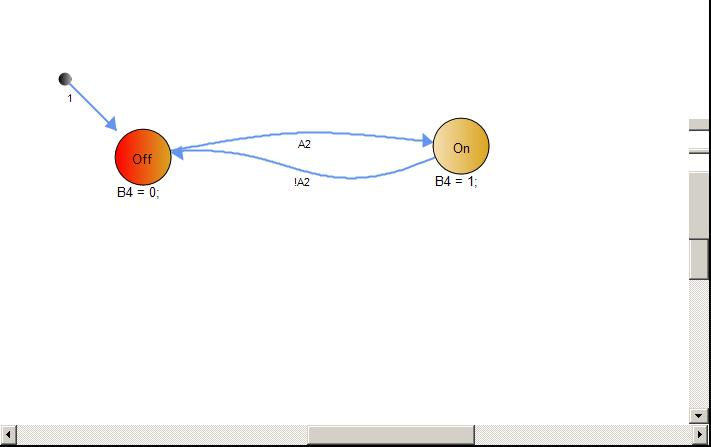 1
A2
Off
On
!A2
B4 = 0;
B4 = 1;